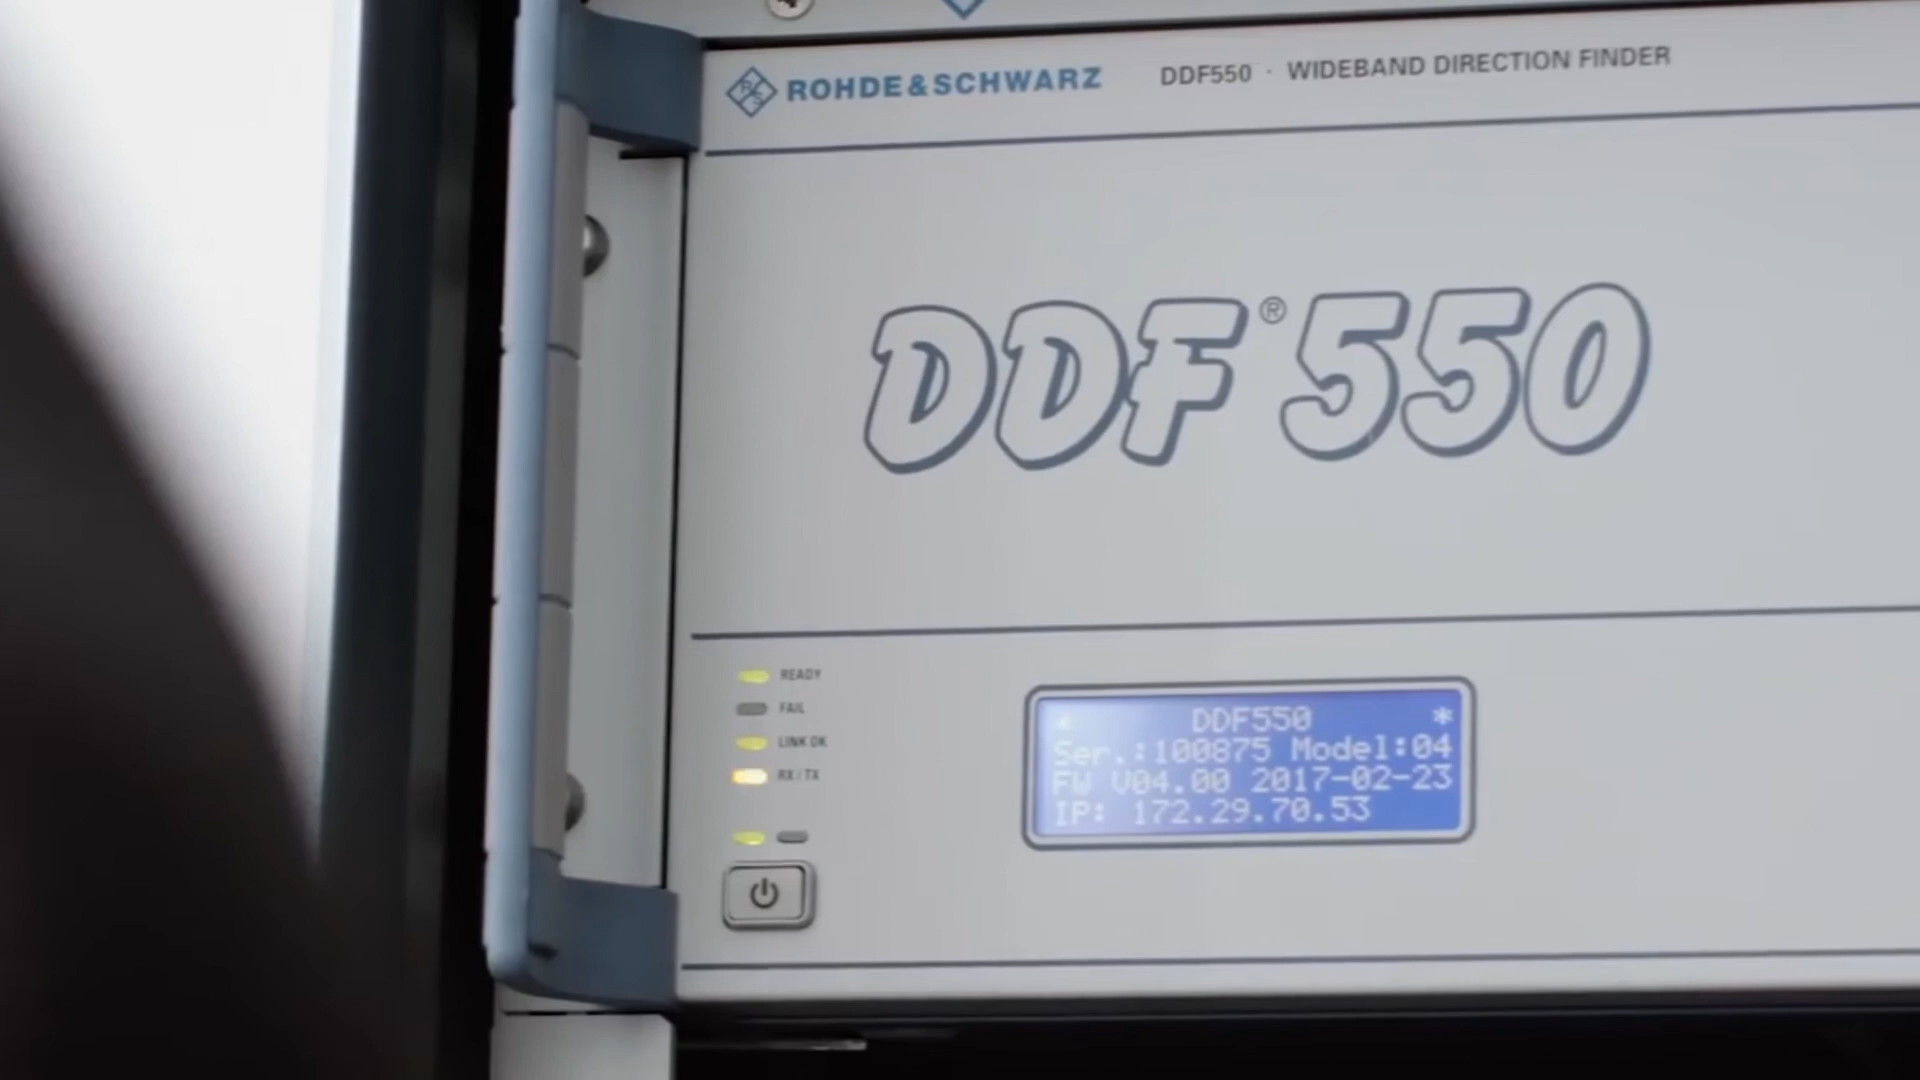 R S ROHDE&SCHWARZ
DDF550 · WIDEBAND DIRECTION FINDER
DDF® 550
READY
FAIL
LINK OK
RX / TX
* DDF550 *
Ser.:100875 Model:04
FW V04.00 2017-02-23
IP: 172.29.70.53